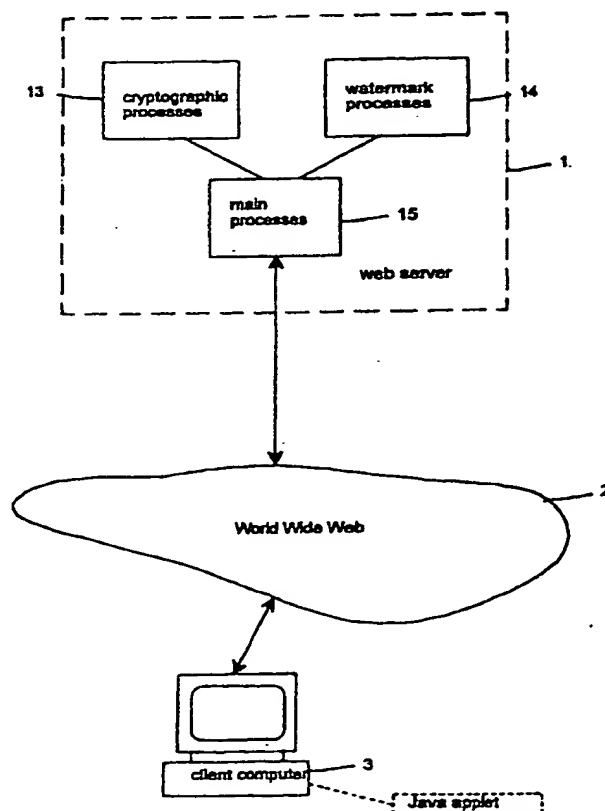 13
cryptographic
processes
watermark
processes
14
main
processes
15
1.
web server
World Wide Web
2
client computer
3
Java applet